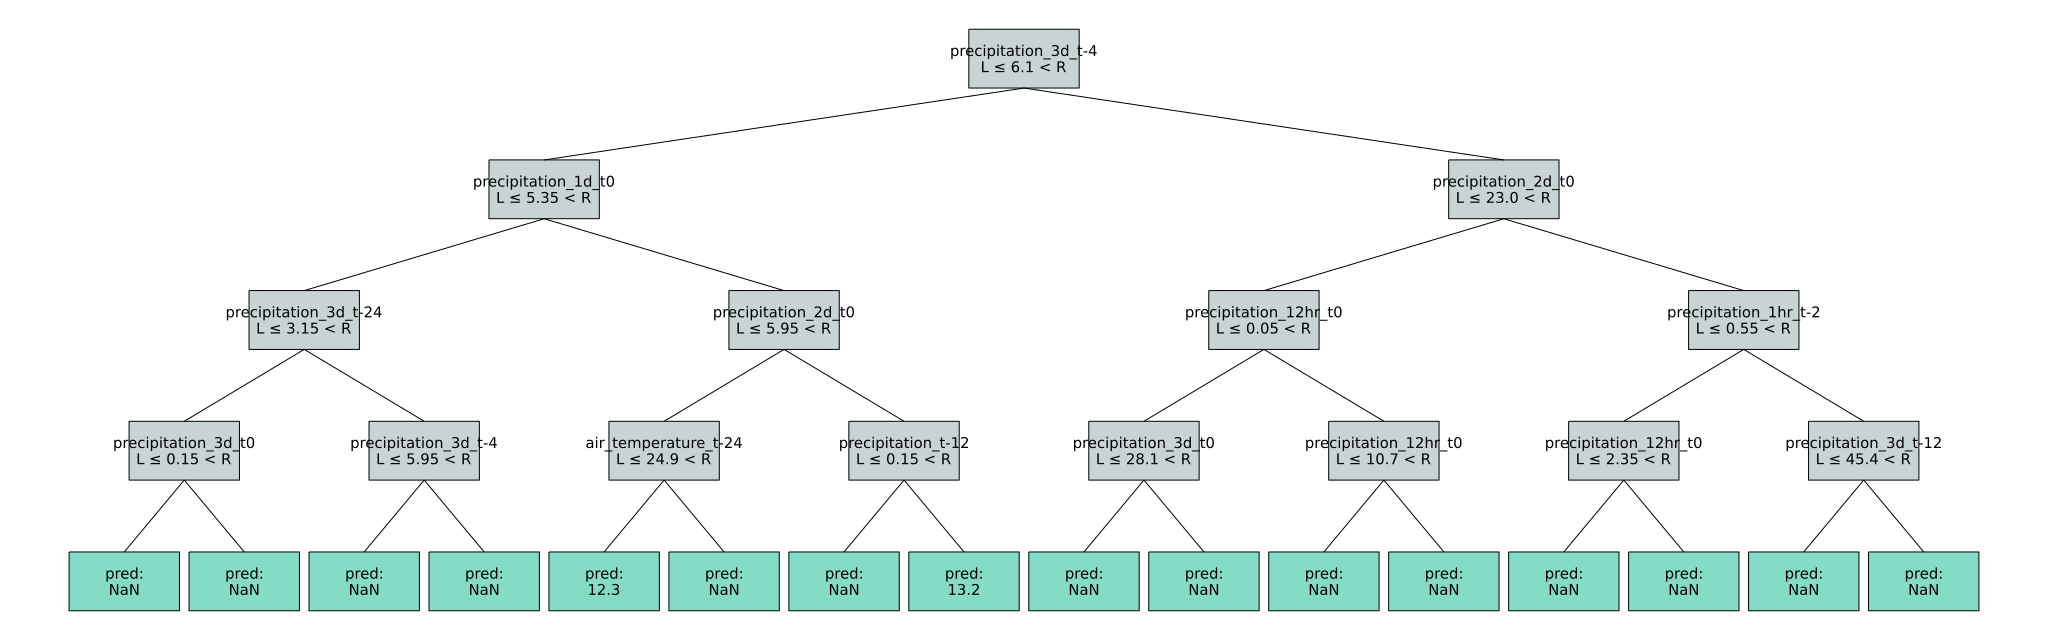 precipitation_3d_t-4
L ≤ 6.1 < R
precipitation_1d_t0
L ≤ 5.35 < R
precipitation_2d_t0
L ≤ 23.0 < R
precipitation_3d_t-24
L ≤ 3.15 < R
precipitation_2d_t0
L ≤ 5.95 < R
precipitation_12hr_t0
L ≤ 0.05 < R
precipitation_1hr_t-2
L ≤ 0.55 < R
precipitation_3d_t0
L ≤ 0.15 < R
precipitation_3d_t-4
L ≤ 5.95 < R
air_temperature_t-24
L ≤ 24.9 < R
precipitation_t-12
L ≤ 0.15 < R
precipitation_3d_t0
L ≤ 28.1 < R
precipitation_12hr_t0
L ≤ 10.7 < R
precipitation_12hr_t0
L ≤ 2.35 < R
precipitation_3d_t-12
L ≤ 45.4 < R
pred:
NaN
pred:
NaN
pred:
NaN
pred:
NaN
pred:
12.3
pred:
NaN
pred:
NaN
pred:
13.2
pred:
NaN
pred:
NaN
pred:
NaN
pred:
NaN
pred:
NaN
pred:
NaN
pred:
NaN
pred:
NaN